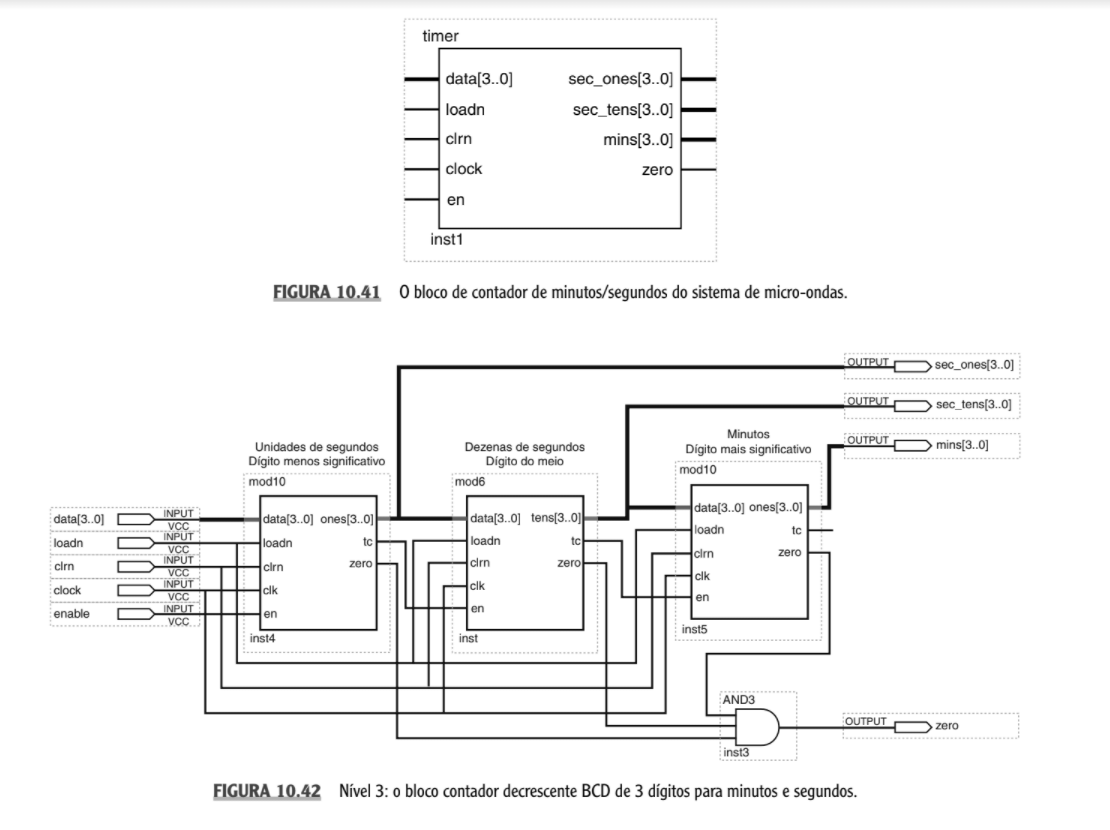 timer
data[3..0] sec_ones[3..0]
loadn sec_tens[3..0]
clrn mins[3..0]
clock zero
en
inst1
FIGURA 10.41 O bloco de contador de minutos/segundos do sistema de micro-ondas.
OUTPUT sec_ones[3..0]
OUTPUT sec_tens[3..0]
OUTPUT mins[3..0]
Unidades de segundos
Dígito menos significativo
mod10
data[3..0] ones[3..0]
loadn tc
clrn zero
clk
en
inst4
Dezenas de segundos
Dígito do meio
mod6
data[3..0] tens[3..0]
loadn tc
clrn zero
clk
en
inst
Minutos
Dígito mais significativo
mod10
data[3..0] ones[3..0]
loadn tc
clrn zero
clk
en
inst5
data[3..0] INPUT
VCC
loadn INPUT
VCC
clrn INPUT
VCC
clock INPUT
VCC
enable INPUT
VCC
AND3
inst3
OUTPUT zero
FIGURA 10.42 Nível 3: o bloco contador decrescente BCD de 3 dígitos para minutos e segundos.